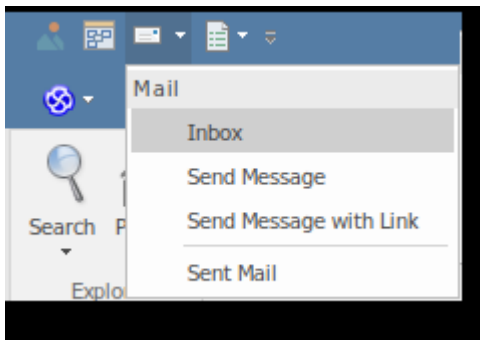 Mail
Inbox
Send Message
Send Message with Link
Sent Mail
Search